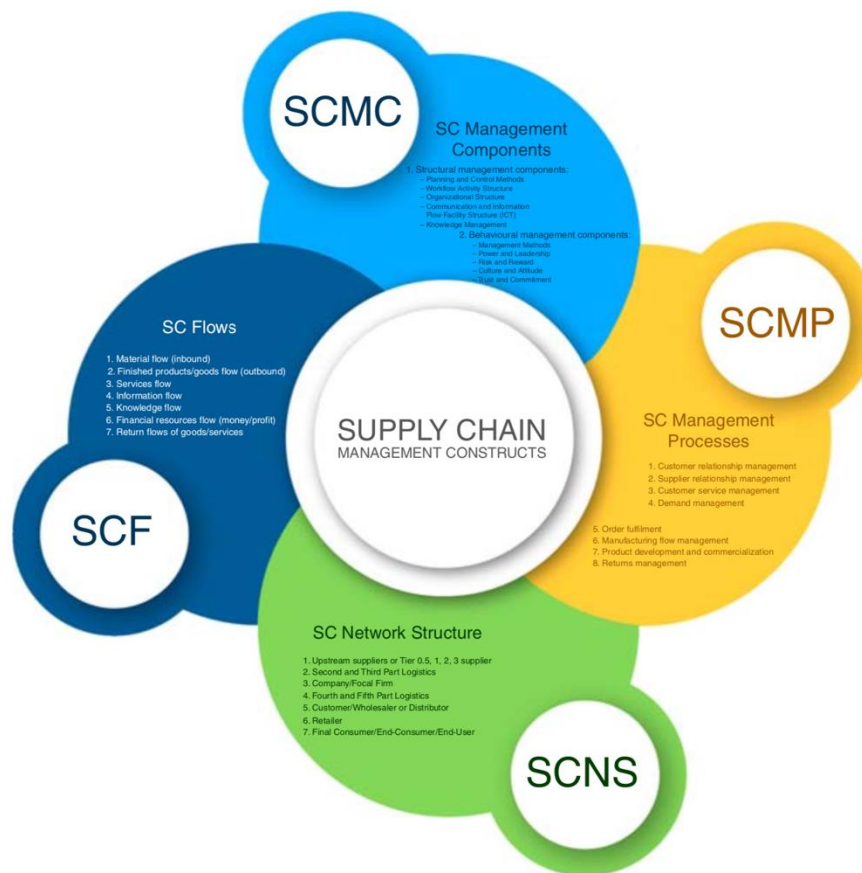 SCMC
SC Management
Components
1. Structural management components:
– Planning and Control Methods
– Workflow Activity Structure
– Organizational Structure
– Communication and Information
Flow Facility Structure (ICT)
– Knowledge Management
2. Behavioural management components:
– Management Methods
– Power and Leadership
– Risk and Reward
– Culture and Attitude
– Trust and Commitment
SCMP
SC Management
Processes
1. Customer relationship management
2. Supplier relationship management
3. Customer service management
4. Demand management
5. Order fulfilment
6. Manufacturing flow management
7. Product development and commercialization
8. Returns management
SC Flows
1. Material flow (inbound)
2. Finished products/goods flow (outbound)
3. Services flow
4. Information flow
5. Knowledge flow
6. Financial resources flow (money/profit)
7. Return flows of goods/services
SCF
SUPPLY CHAIN
MANAGEMENT CONSTRUCTS
SC Network Structure
1. Upstream suppliers or Tier 0.5, 1, 2, 3 supplier
2. Second and Third Part Logistics
3. Company/Focal Firm
4. Fourth and Fifth Part Logistics
5. Customer/Wholesaler or Distributor
6. Retailer
7. Final Consumer/End-Consumer/End-User
SCNS